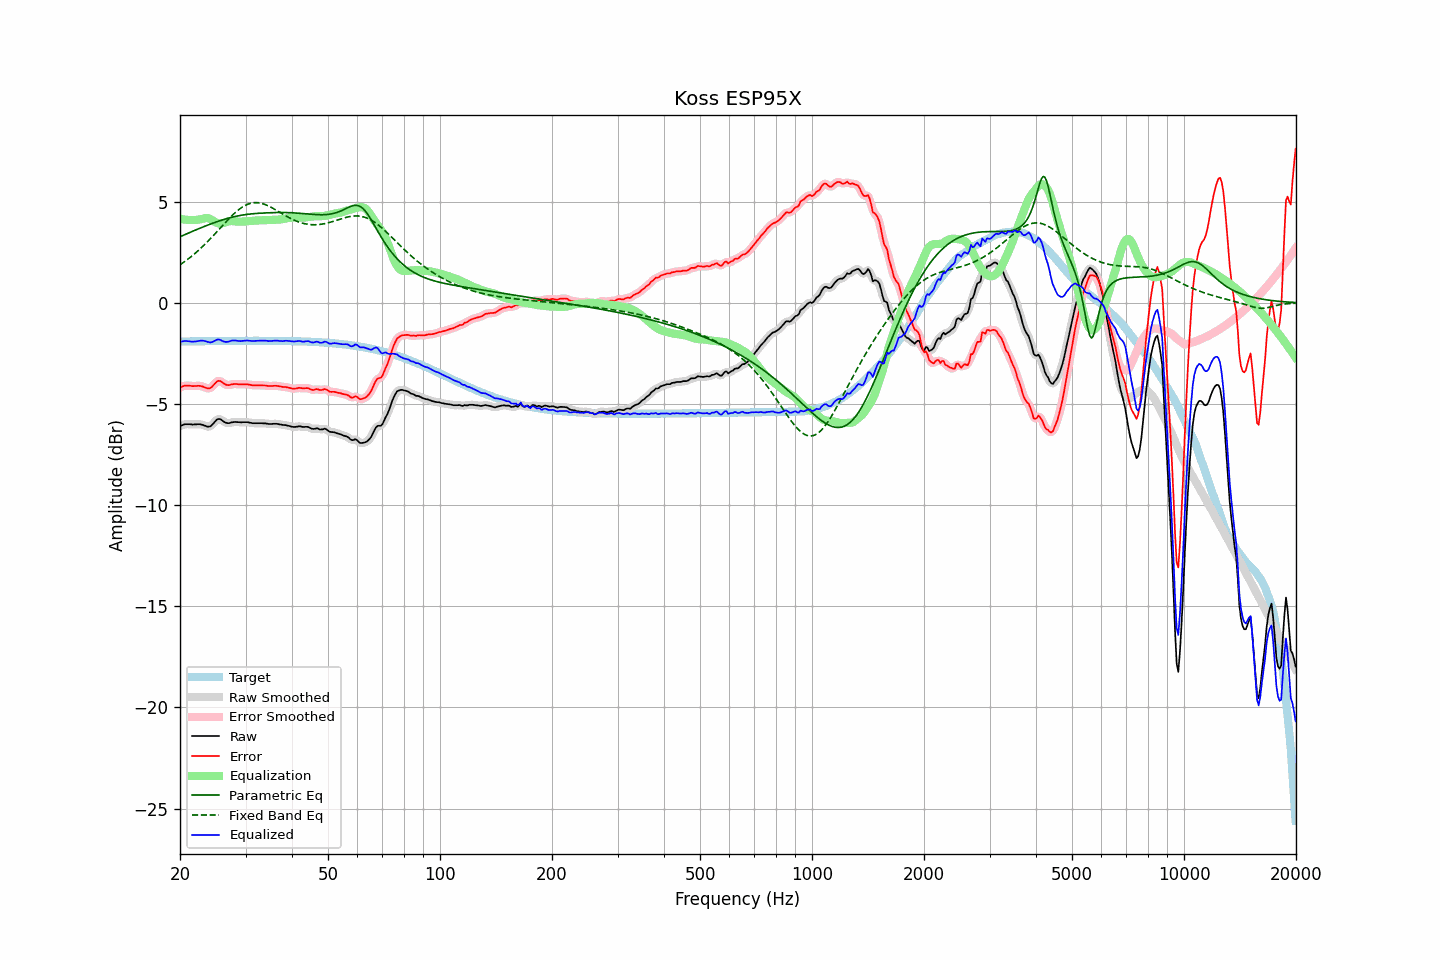 Koss ESP95X
Amplitude (dBr)
5
0
−5
−10
−15
−20
−25
Target
Raw Smoothed
Error Smoothed
Raw
Error
Equalization
Parametric Eq
Fixed Band Eq
Equalized
20 50 100 200 500 1000 2000 5000 10000 20000
Frequency (Hz)